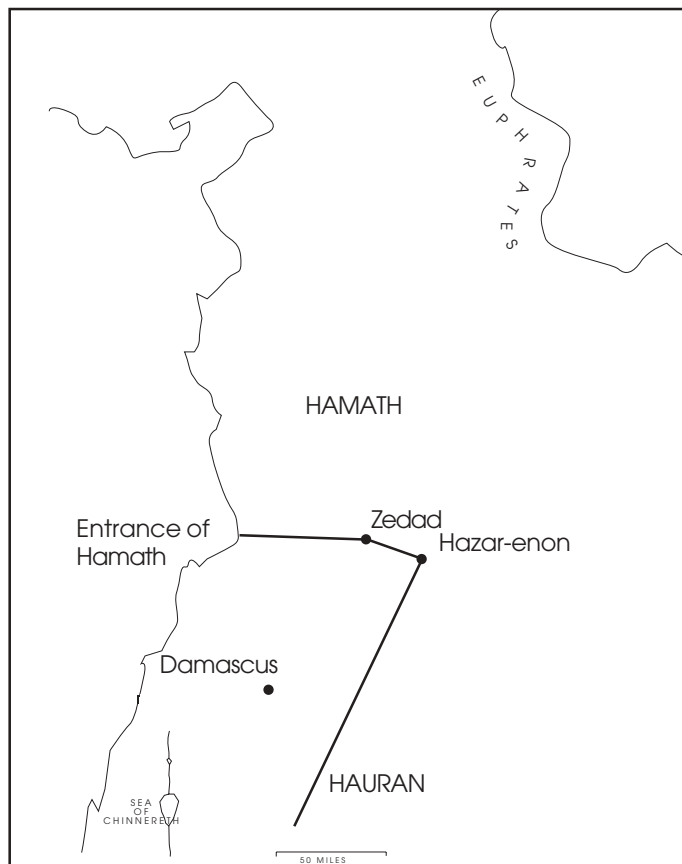 EUPHRATES
HAMATH
Zedad
Entrance of
Hamath
Hazar-enon
Damascus
HAURAN
SEA
OF
CHINNERETH
50 MILES